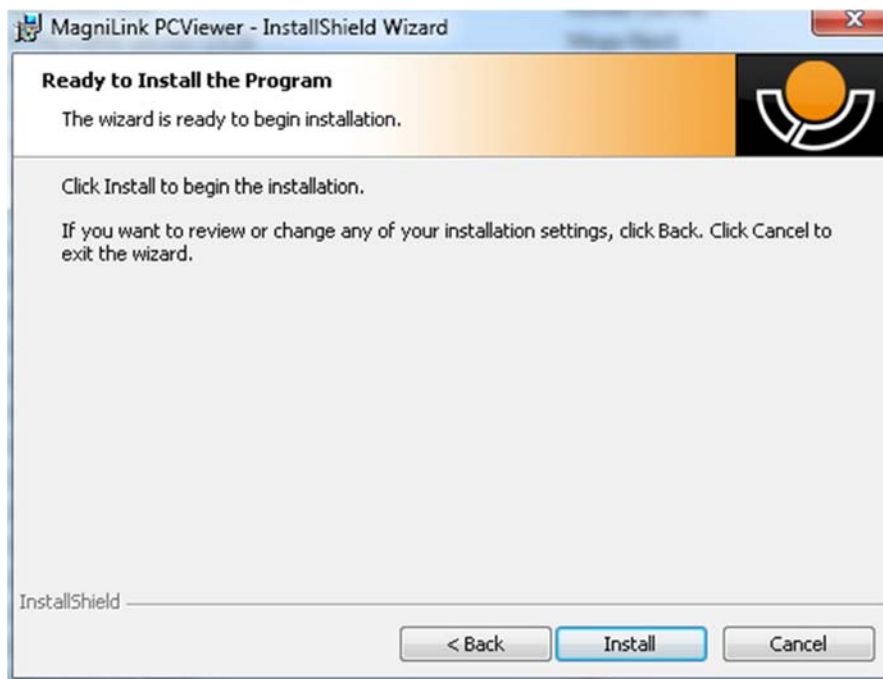 MagniLink PCViewer - InstallShield Wizard
Ready to Install the Program
The wizard is ready to begin installation.
Click Install to begin the installation.
If you want to review or change any of your installation settings, click Back. Click Cancel to
exit the wizard.
InstallShield
< Back
Install
Cancel